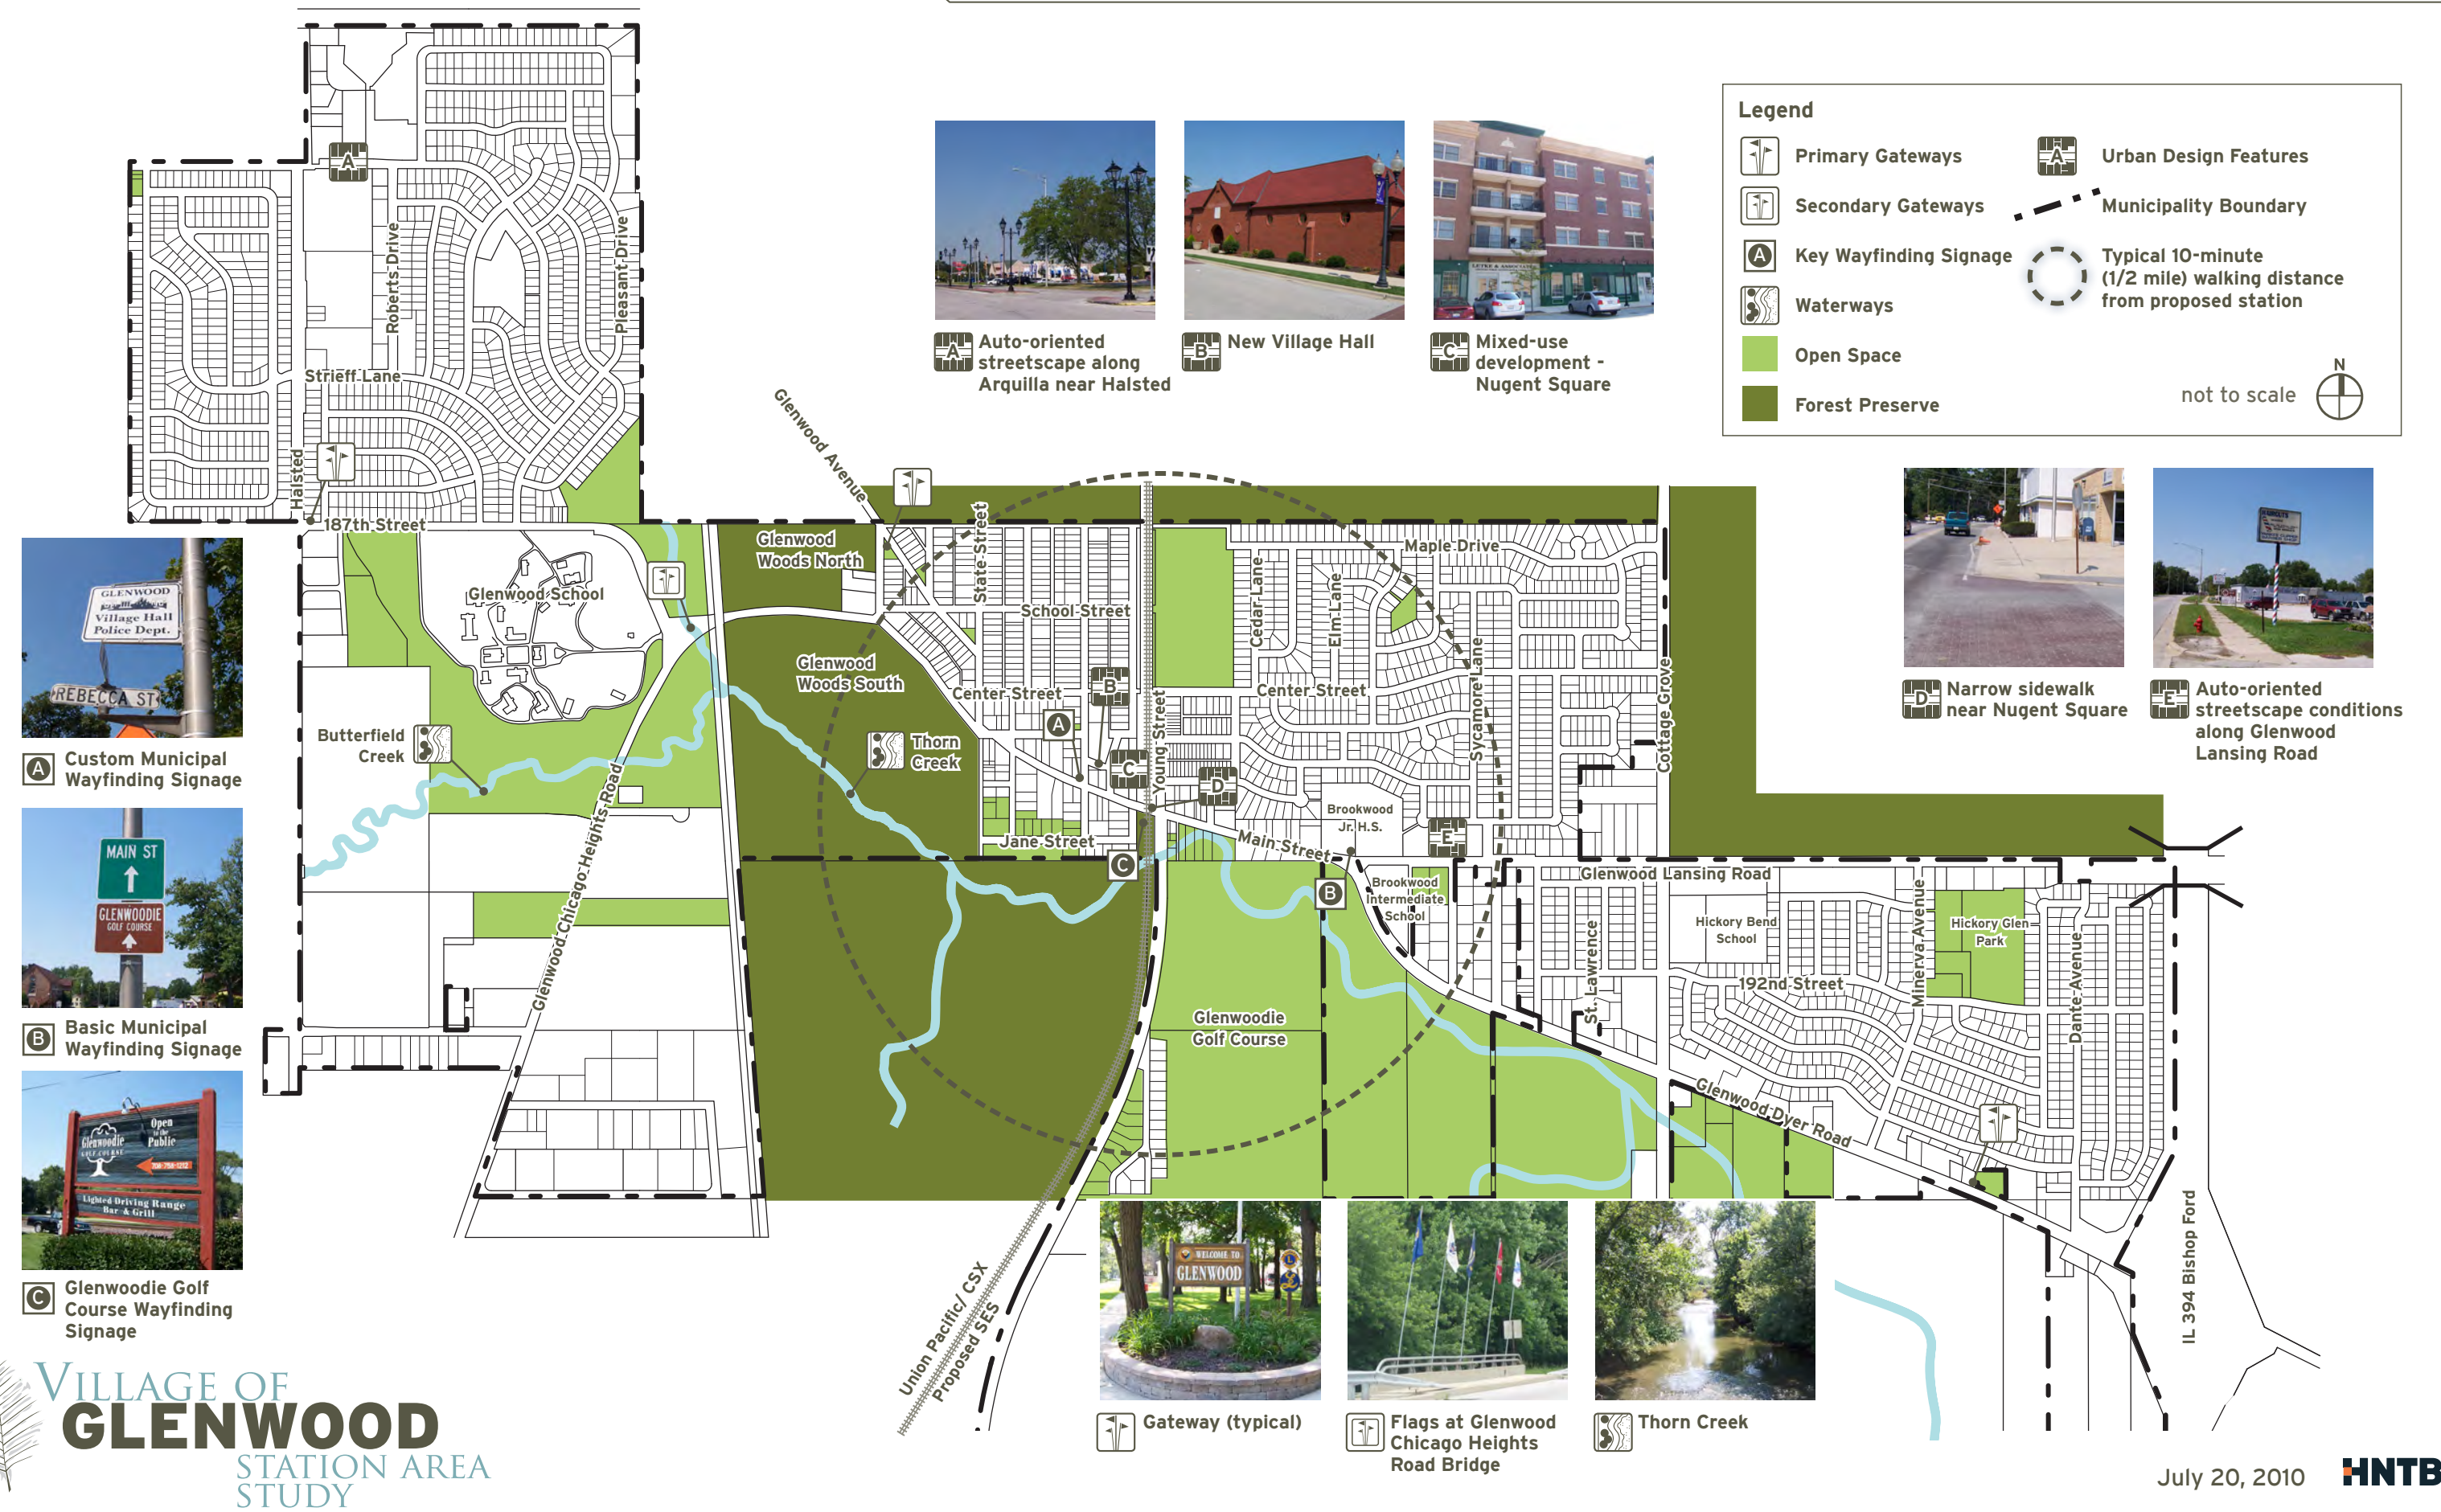 Legend
Primary Gateways
Secondary Gateways
A
Key Wayfinding Signage
Waterways
Open Space
Forest Preserve
A
Urban Design Features
Municipality Boundary
Typical 10-minute
(1/2 mile) walking distance
from proposed station
not to scale
N
A
Auto-oriented
streetscape along
Arquilla near Halsted
B
New Village Hall
C
Mixed-use
development -
Nugent Square
D
Narrow sidewalk
near Nugent Square
E
Auto-oriented
streetscape conditions
along Glenwood
Lansing Road
A
Roberts Drive
Pleasant Drive
Strieff Lane
Halsted
187th Street
Glenwood Avenue
Glenwood
Woods North
Glenwood School
Glenwood
Woods South
State Street
School Street
Center Street
Cedar Lane
Elm Lane
Maple Drive
Center Street
Sycamore Lane
Cottage Grove
Young Street
B
A
C
D
Butterfield
Creek
Thorn
Creek
Glenwood-Chicago Heights Road
Jane Street
C
Main Street
Brookwood
Jr. H.S.
E
B
Brookwood
Intermediate
School
Glenwood Lansing Road
St. Lawrence
Hickory Bend
School
Minerva Avenue
Hickory Glen
Park
192nd Street
Dante Avenue
Glenwoodie
Golf Course
Glenwood-Dyer Road
IL 394 Bishop Ford
Union Pacific/ CSX
Proposed SES
GLENWOOD
Village Hall
Police Dept.
REBECCA ST
A
Custom Municipal
Wayfinding Signage
MAIN ST
GLENWOODIE
GOLF COURSE
B
Basic Municipal
Wayfinding Signage
Glenwoodie
GOLF COURSE
Open
to the
Public
708-758-1212
Lighted Driving Range
Bar & Grill
C
Glenwoodie Golf
Course Wayfinding
Signage
WELCOME TO
GLENWOOD
Gateway (typical)
Flags at Glenwood
Chicago Heights
Road Bridge
Thorn Creek
VILLAGE OF
GLENWOOD
STATION AREA
STUDY
July 20, 2010
HNTB